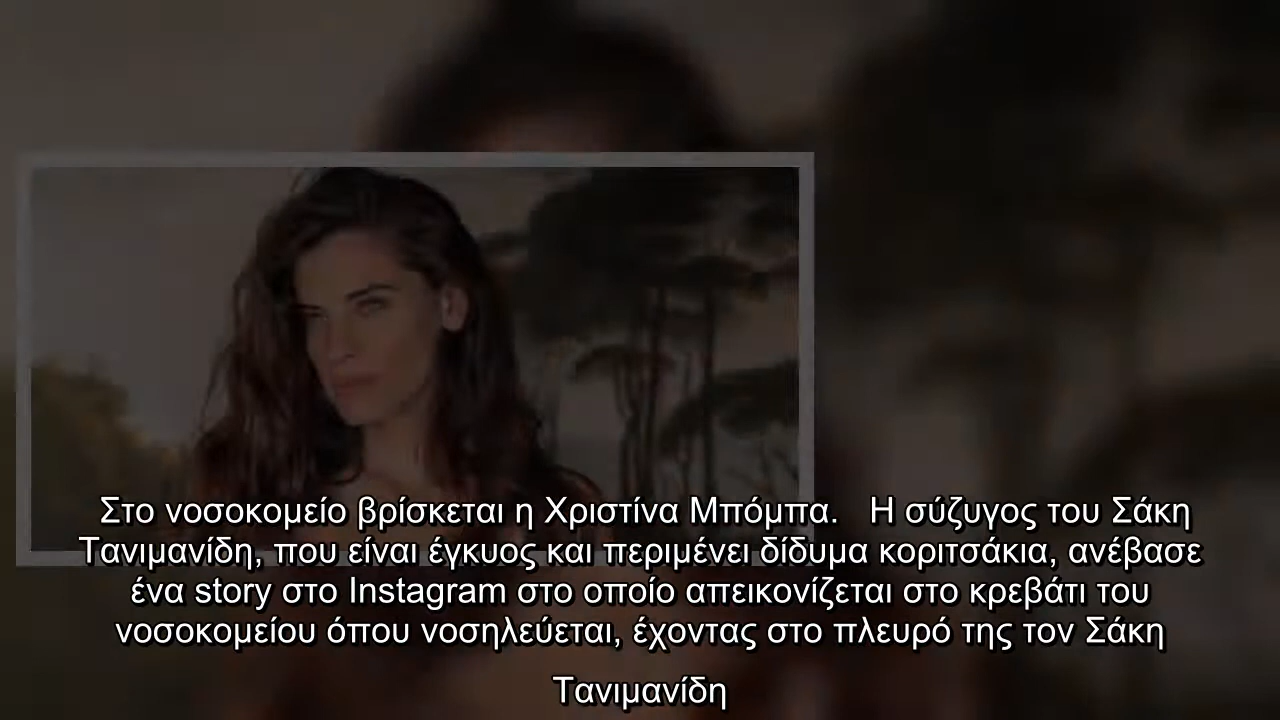 Στο νοσοκομείο βρίσκεται η Χριστίνα Μπόμπα.   Η σύζυγος του Σάκη
Τανιμανίδη, που είναι έγκυος και περιμένει δίδυμα κοριτσάκια, ανέβασε
ένα story στο Instagram στο οποίο απεικονίζεται στο κρεβάτι του
νοσοκομείου όπου νοσηλεύεται, έχοντας στο πλευρό της τον Σάκη
Τανιμανίδη